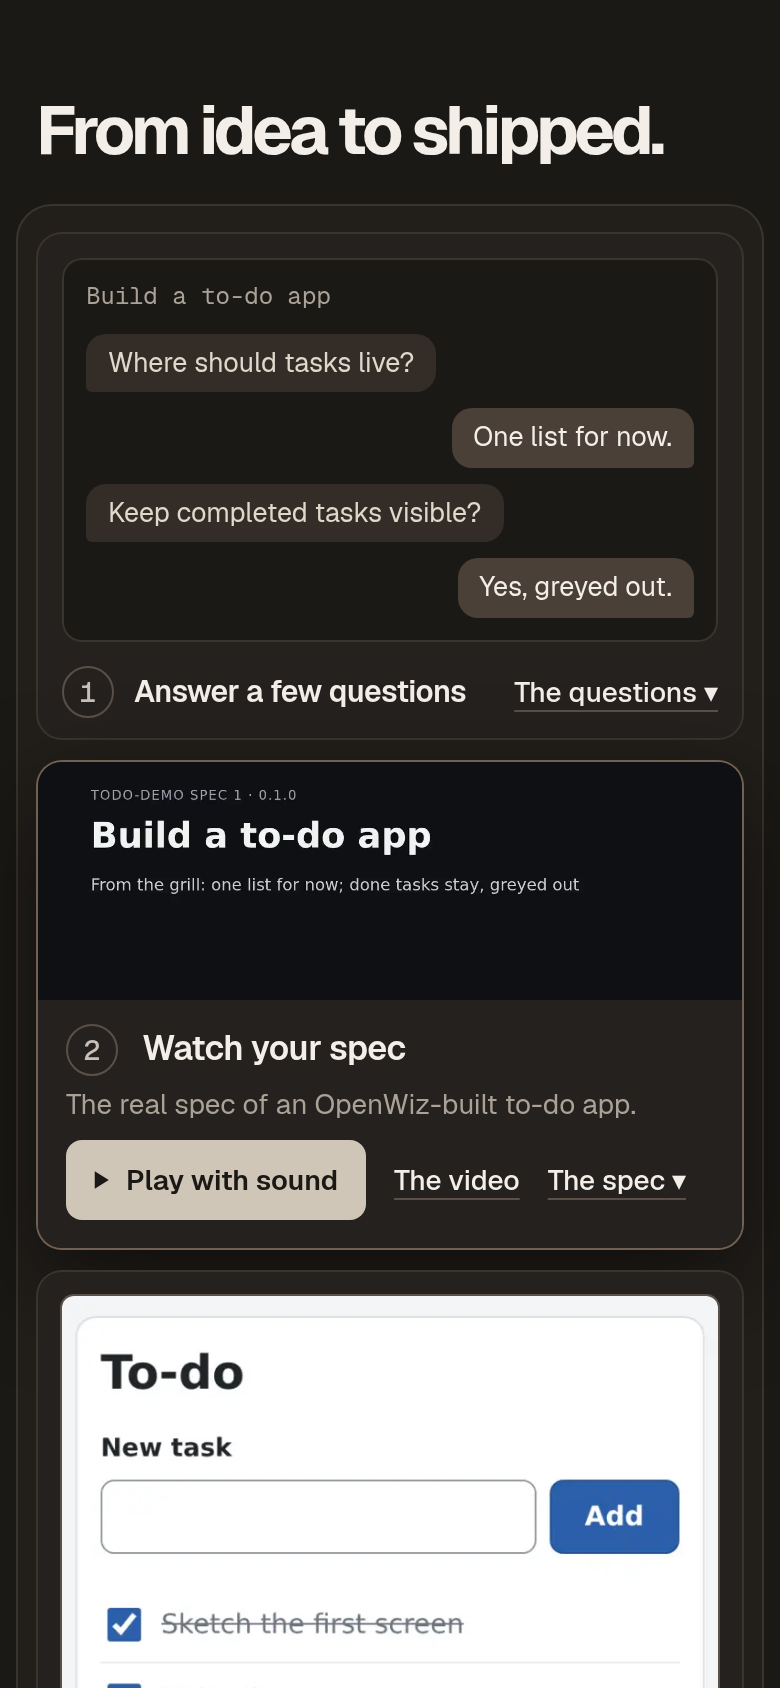 From idea to shipped.
Build a to-do app
Where should tasks live?
One list for now.
Keep completed tasks visible?
Yes, greyed out.
1 Answer a few questions The questions ▾
TODO-DEMO SPEC 1 · 0.1.0
Build a to-do app
From the grill: one list for now; done tasks stay, greyed out
2 Watch your spec
The real spec of an OpenWiz-built to-do app.
▶ Play with sound The video The spec ▾
To-do
New task
Add
Sketch the first screen